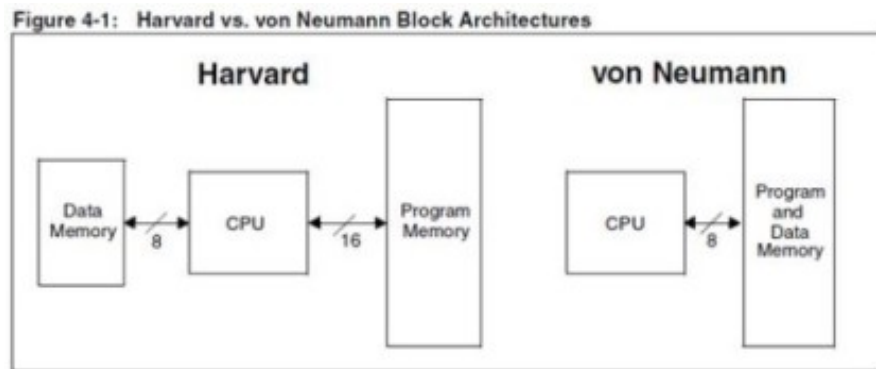 Figure 4-1: Harvard vs. von Neumann Block Architectures
Harvard
von Neumann
Data
Memory
8
CPU
16
Program
Memory
CPU
8
Program
and
Data
Memory